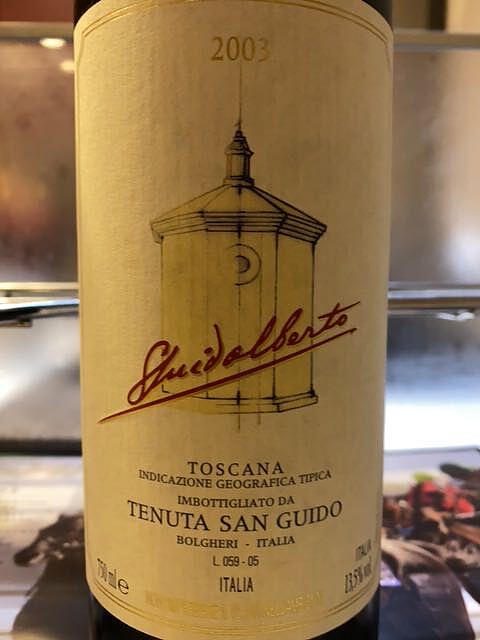 2003
Guidalberto
TOSCANA
INDICAZIONE GEOGRAFICA TIPICA
IMBOTTIGLIATO DA
TENUTA SAN GUIDO
BOLGHERI - ITALIA
L. 059 - 05
750 ml e
ITALIA
ITALIA
13,5% vol.